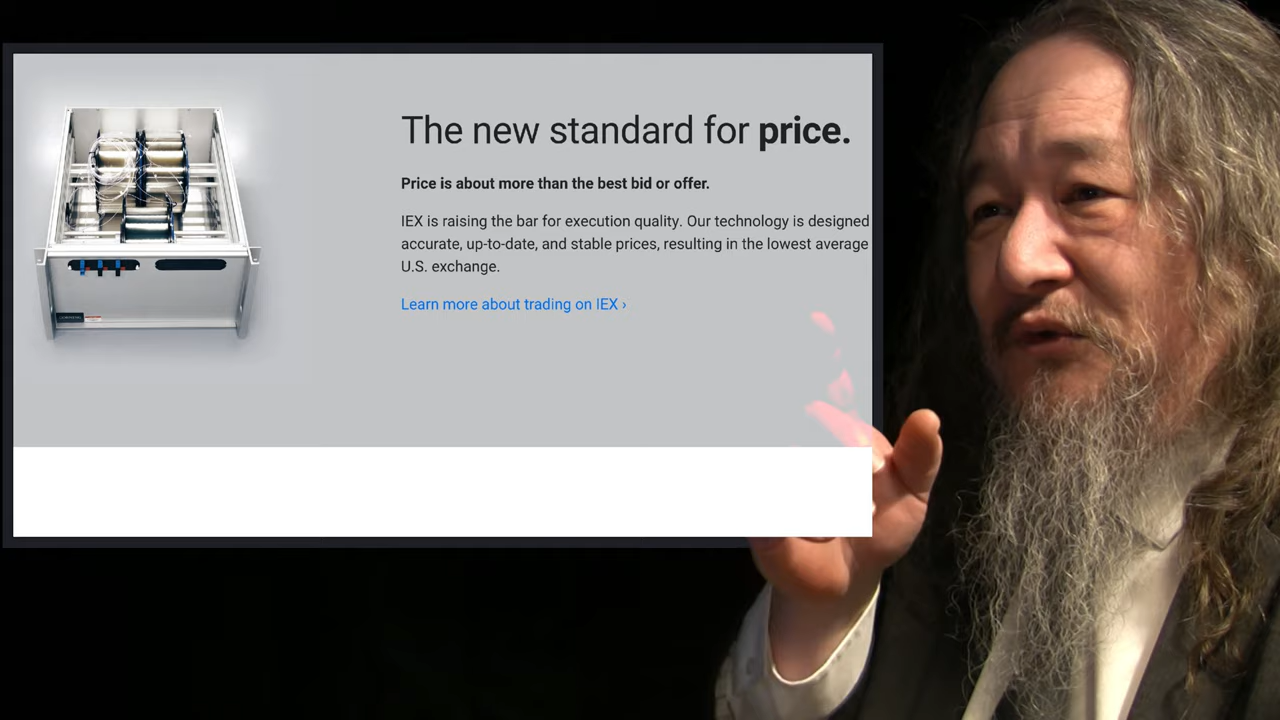 The new standard for price.
Price is about more than the best bid or offer.
IEX is raising the bar for execution quality. Our technology is designed
accurate, up-to-date, and stable prices, resulting in the lowest average
U.S. exchange.
Learn more about trading on IEX ›